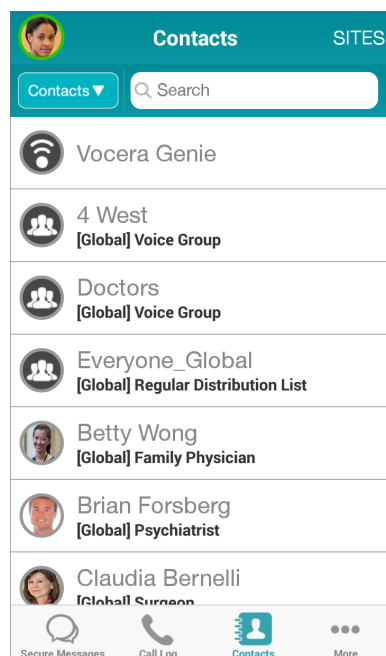 Contacts
SITES
Contacts▼
Search
Vocera Genie
4 West
[Global] Voice Group
Doctors
[Global] Voice Group
Everyone_Global
[Global] Regular Distribution List
Betty Wong
[Global] Family Physician
Brian Forsberg
[Global] Psychiatrist
Claudia Bernelli
[Global] Surgeon
Secure Messages
Call Log
Contacts
More